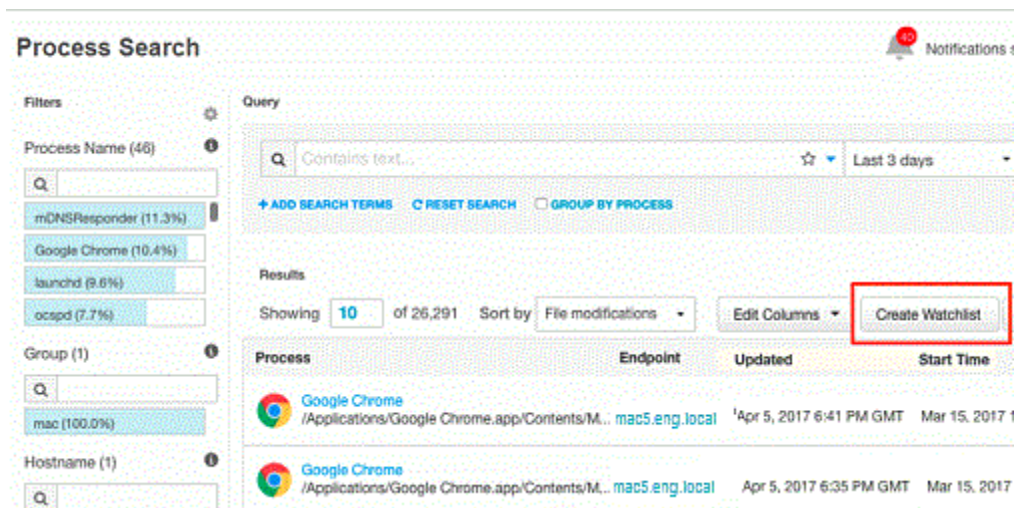 Process Search
40
Notifications s
Filters
Process Name (46)
mDNSResponder (11.3%)
Google Chrome (10.4%)
launchd (9.6%)
ocspd (7.7%)
Group (1)
mac (100.0%)
Hostname (1)
Query
Contains text...
Last 3 days
+ ADD SEARCH TERMS RESET SEARCH GROUP BY PROCESS
Results
Showing 10 of 26,291 Sort by File modifications Edit Columns Create Watchlist
Process Endpoint Updated Start Time
Google Chrome
/Applications/Google Chrome.app/Contents/M... mac5.eng.local Apr 5, 2017 6:41 PM GMT Mar 15, 2017 1
Google Chrome
/Applications/Google Chrome.app/Contents/M... mac5.eng.local Apr 5, 2017 6:35 PM GMT Mar 15, 2017